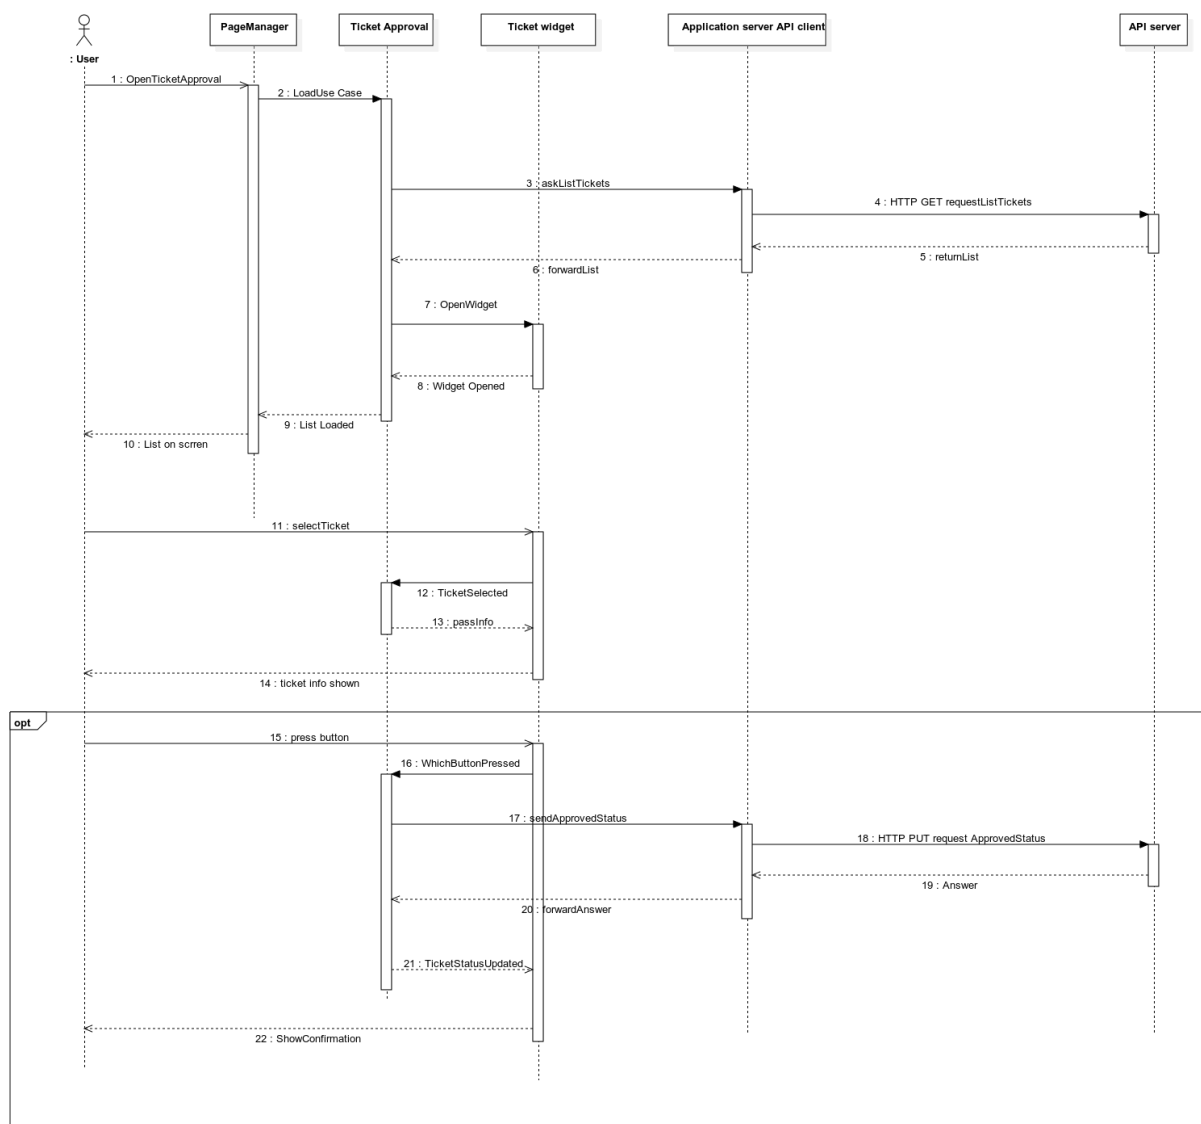 PageManager
Ticket Approval
Ticket widget
Application server API client
API server
: User
1 : OpenTicketApproval
2 : LoadUse Case
3 : askListTickets
4 : HTTP GET requestListTickets
5 : returnList
6 : forwardList
7 : OpenWidget
8 : Widget Opened
9 : List Loaded
10 : List on scrren
11 : selectTicket
12 : TicketSelected
13 : passInfo
14 : ticket info shown
opt
15 : press button
16 : WhichButtonPressed
17 : sendApprovedStatus
18 : HTTP PUT request ApprovedStatus
19 : Answer
20 : forwardAnswer
21 : TicketStatusUpdated
22 : ShowConfirmation